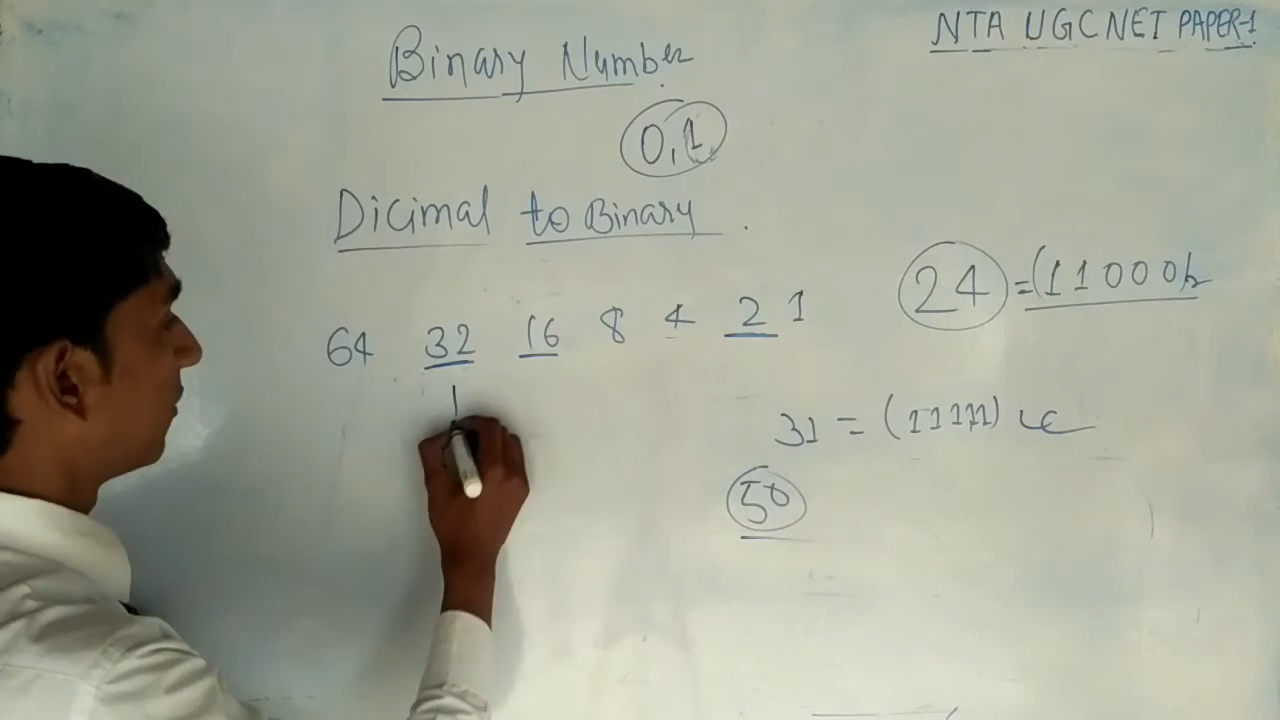 NTA UGC NET PAPER-1
Binary Number
0,1
Dicimal to Binary
64 32 16 8 4 2 1
24 = (11000)2
1
31 = (11111)
50